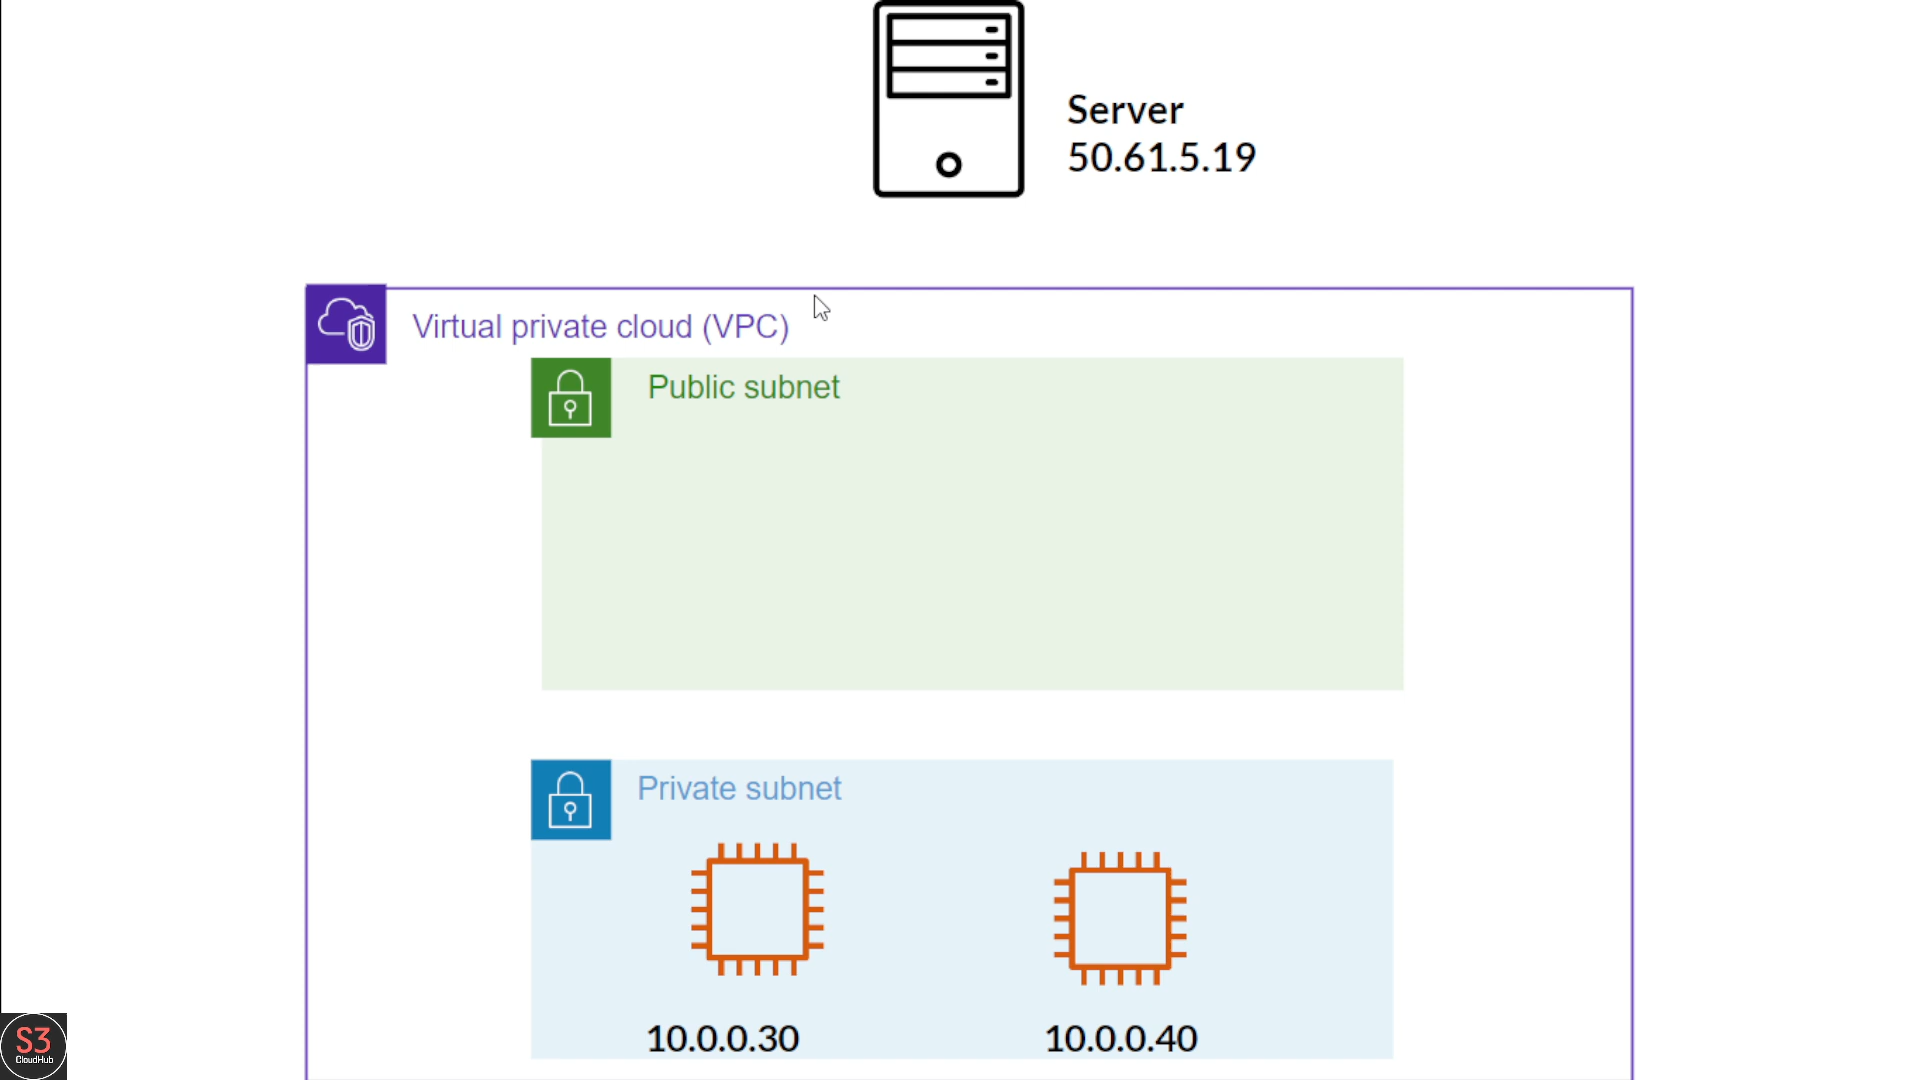 Server
50.61.5.19
Virtual private cloud (VPC)
Public subnet
Private subnet
10.0.0.30
10.0.0.40
S3
CloudHub